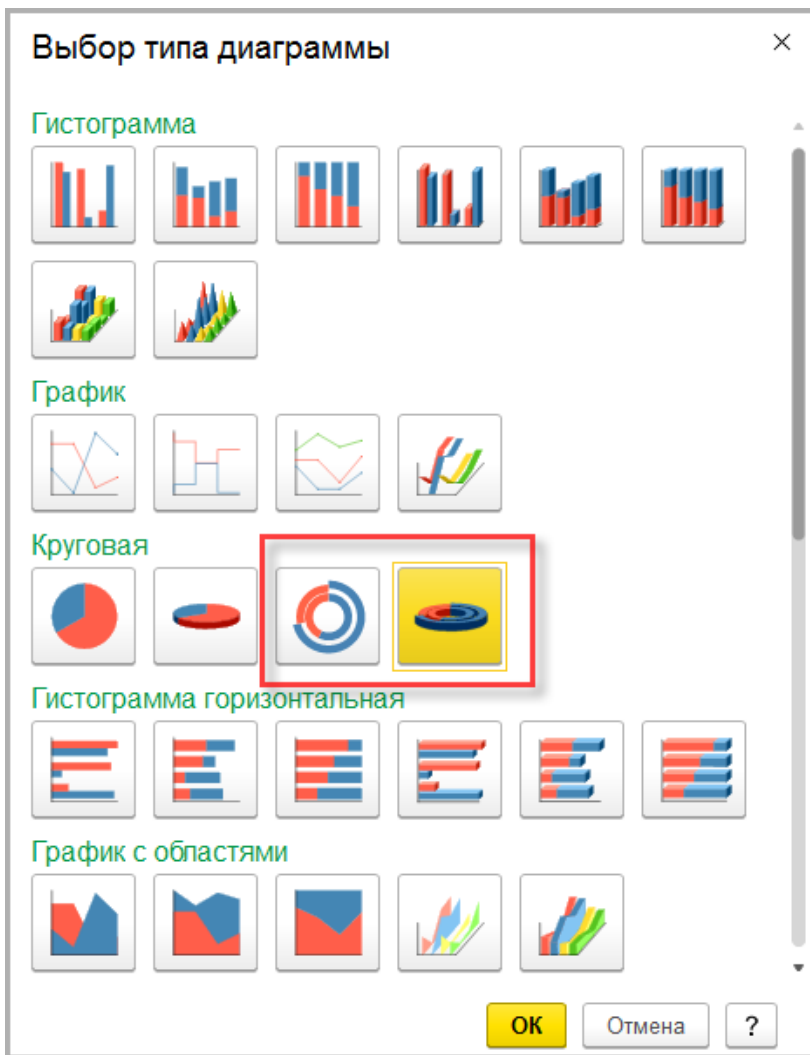 Выбор типа диаграммы
Гистограмма
График
Круговая
Гистограмма горизонтальная
График с областями
ОК Отмена ?